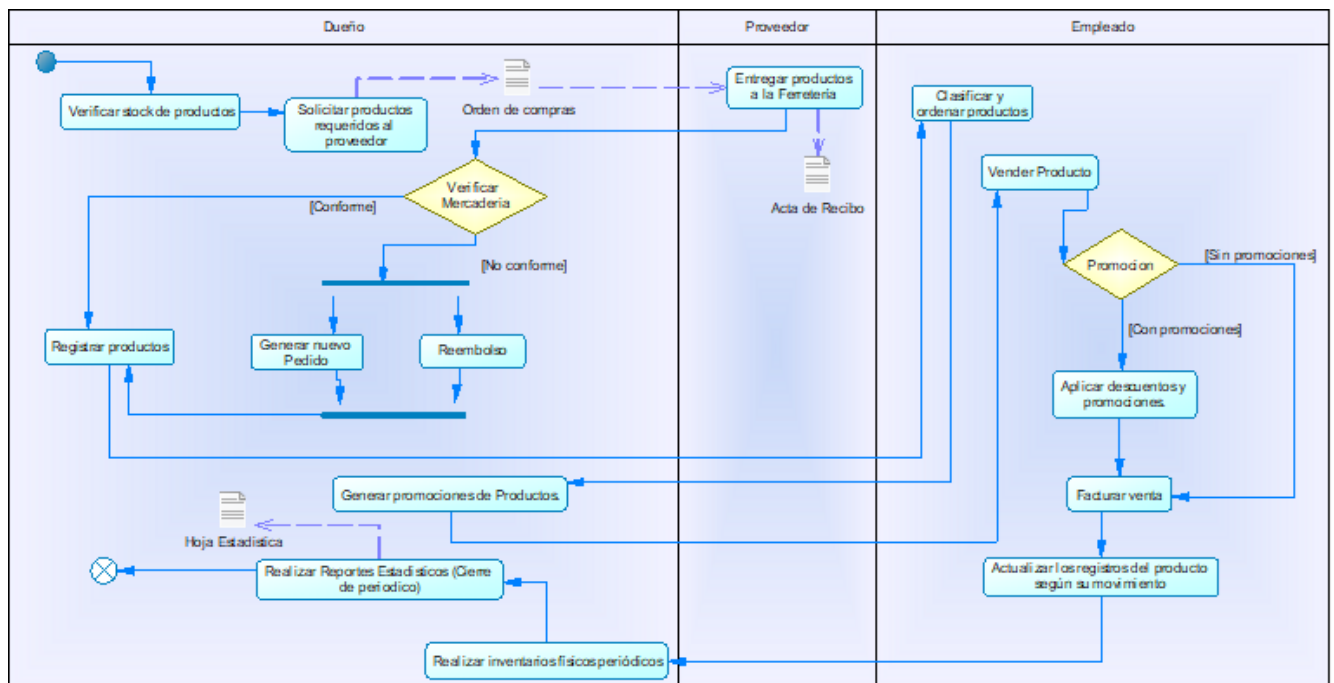 Dueño
Proveedor
Empleado
Verificar stock de productos
Solicitar productos
requeridos al
proveedor
Orden de compras
Entregar productos
a la Ferretería
Acta de Recibo
Clasificar y
ordenar productos
Vender Producto
Verificar
Mercaderia
[Conforme]
[No conforme]
Promocion
[Sin promociones]
[Con promociones]
Registrar productos
Generar nuevo
Pedido
Reembolso
Aplicar descuentos y
promociones.
Generar promociones de Productos.
Facturar venta
Hoja Estadistica
Realizar Reportes Estadísticos (Cierre
de periodico)
Actualizar los registros del producto
según su movimiento
Realizar inventarios físicos periódicos